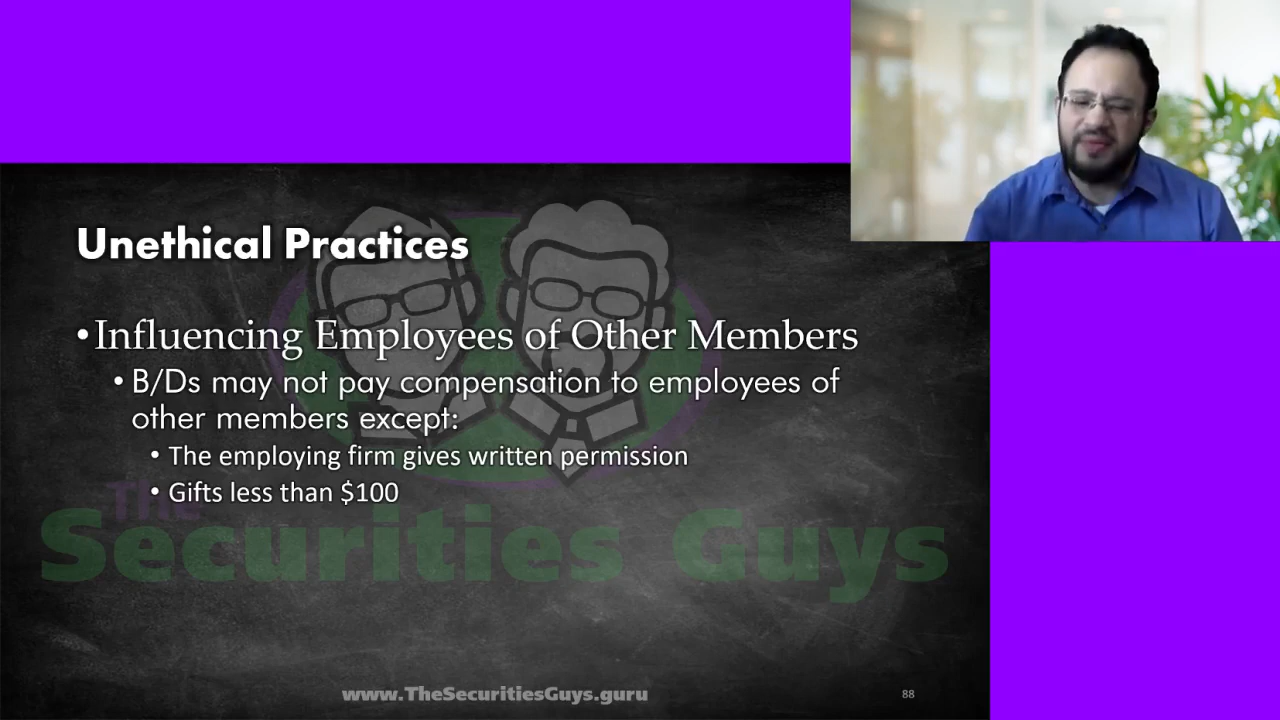 Unethical Practices
•Influencing Employees of Other Members
• B/Ds may not pay compensation to employees of
other members except:
• The employing firm gives written permission
• Gifts less than $100
The
Securities Guys
www.TheSecuritiesGuys.guru
88